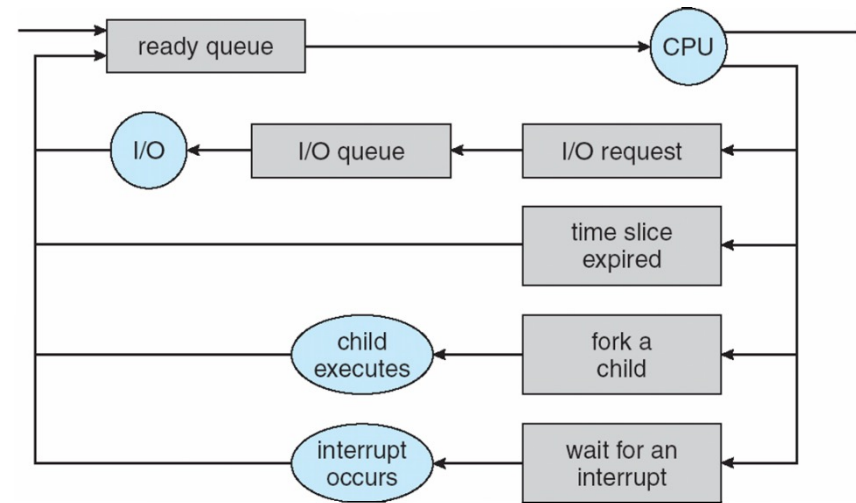 ready queue
CPU
I/O
I/O queue
I/O request
time slice
expired
child
executes
fork a
child
interrupt
occurs
wait for an
interrupt